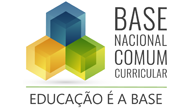 BASE
NACIONAL
COMUM
CURRICULAR
EDUCAÇÃO É A BASE